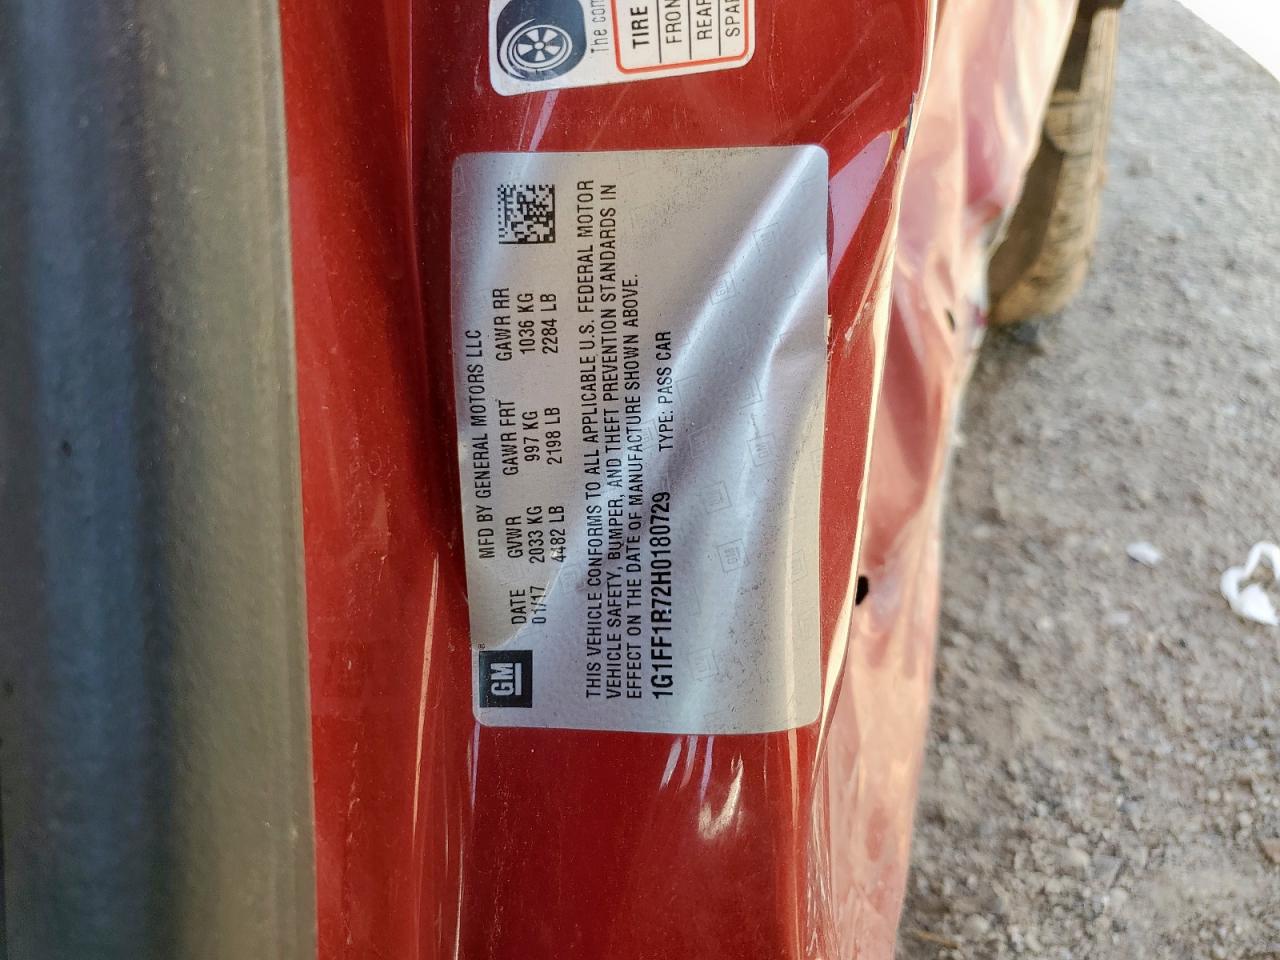 The com
TIRE
FRON
REAR
SPAR
MFD BY GENERAL MOTORS LLC
DATE GVWR GAWR FRT GAWR RR
01/17 2033 KG 997 KG 1036 KG
4482 LB 2198 LB 2284 LB
GM
THIS VEHICLE CONFORMS TO ALL APPLICABLE U.S. FEDERAL MOTOR
VEHICLE SAFETY, BUMPER, AND THEFT PREVENTION STANDARDS IN
EFFECT ON THE DATE OF MANUFACTURE SHOWN ABOVE.
1G1FF1R72H0180729 TYPE: PASS CAR